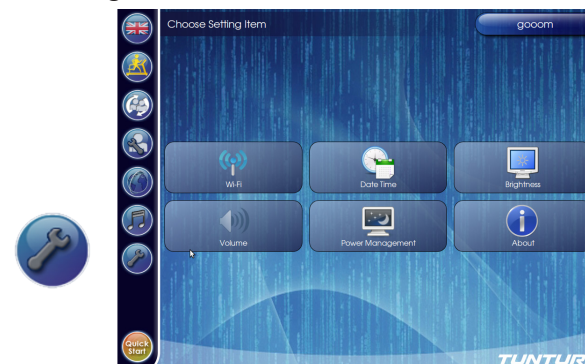 Choose Setting Item
gooom
Wi-Fi
Date Time
Brightness
Volume
Power Management
About
Quick
Start
TUNTUR